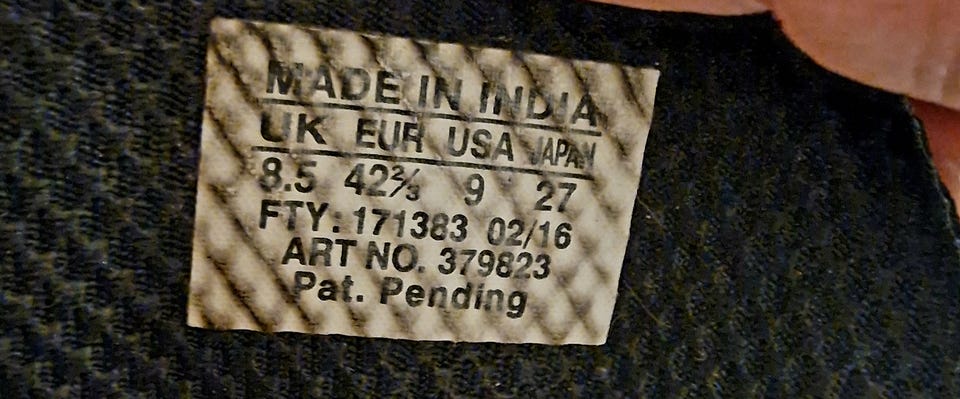 MADE IN INDIA
UK EUR USA JAPAN
8.5 42⅔ 9 27
FTY: 171383 02/16
ART NO. 379823
Pat. Pending